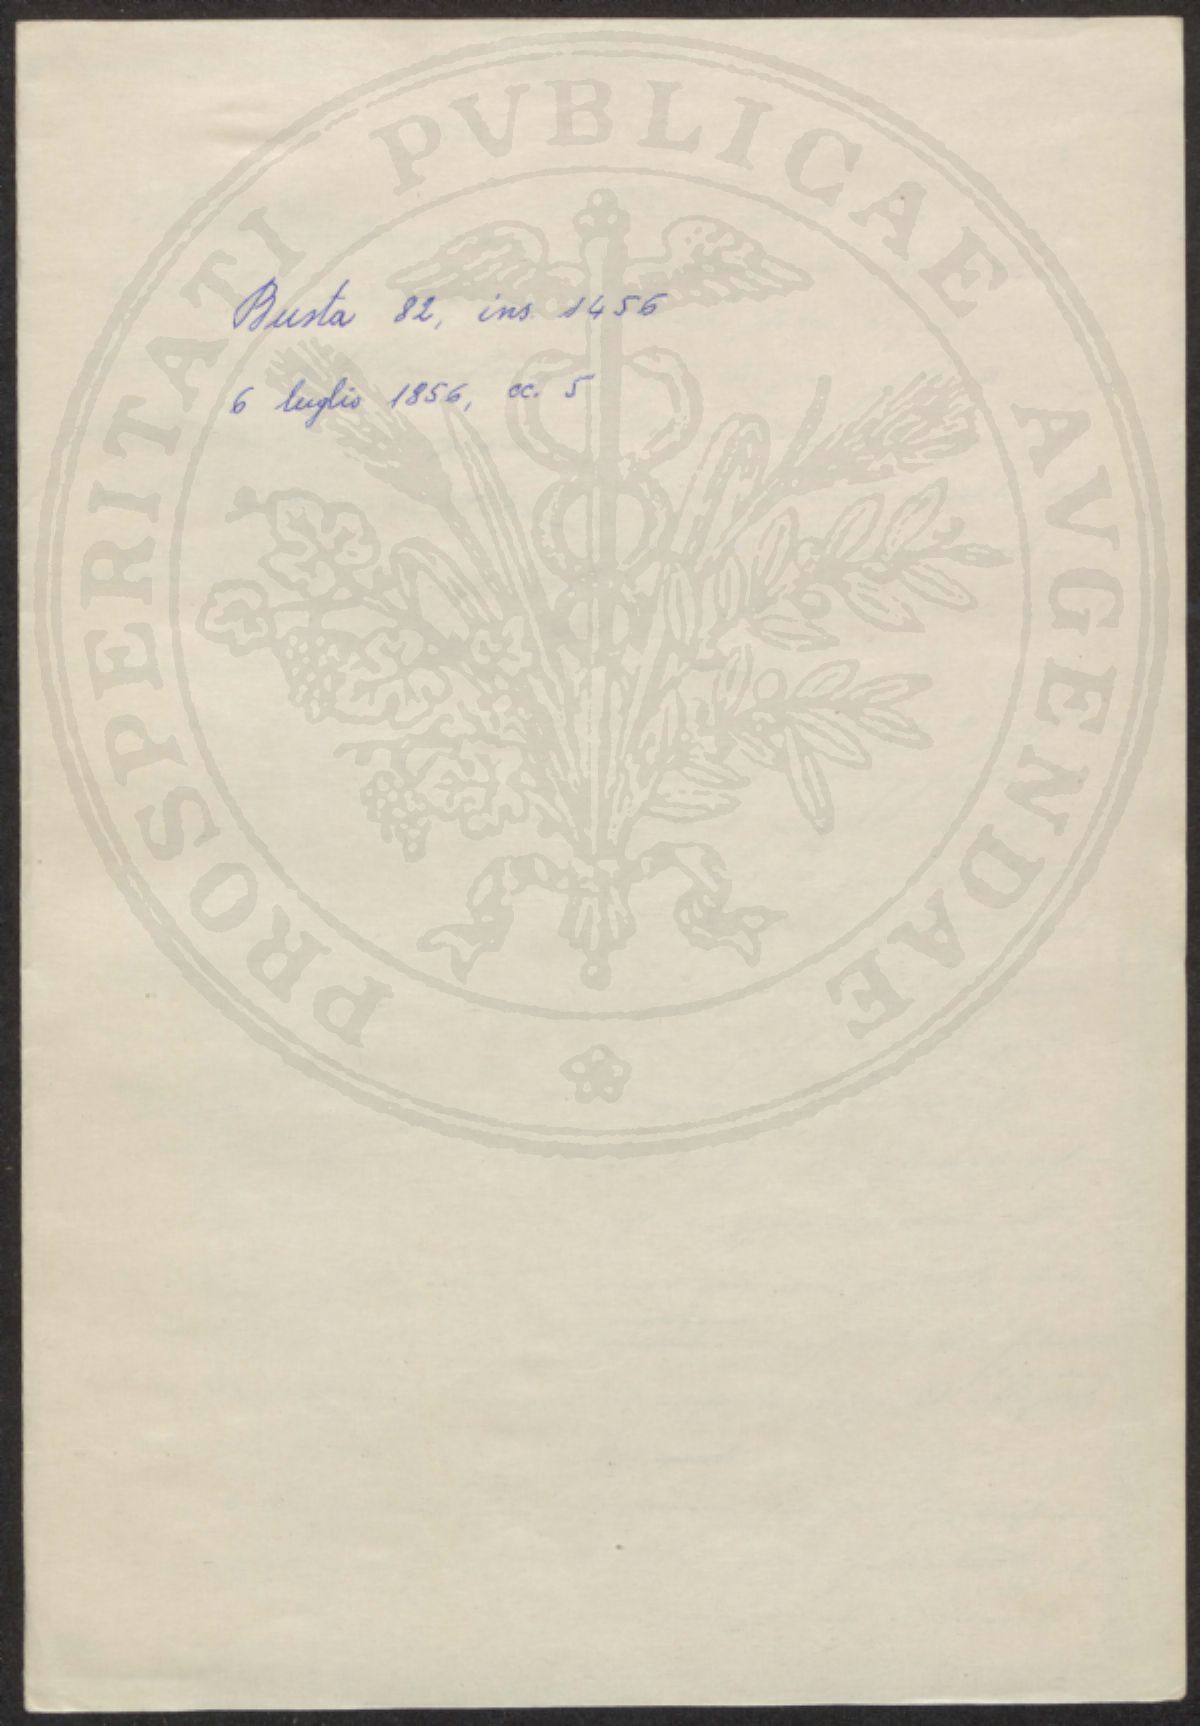 PROSPERITATI PVBLICAE AVGENDAE
Busta 82, ins 1456
6 luglio 1856, cc. 5